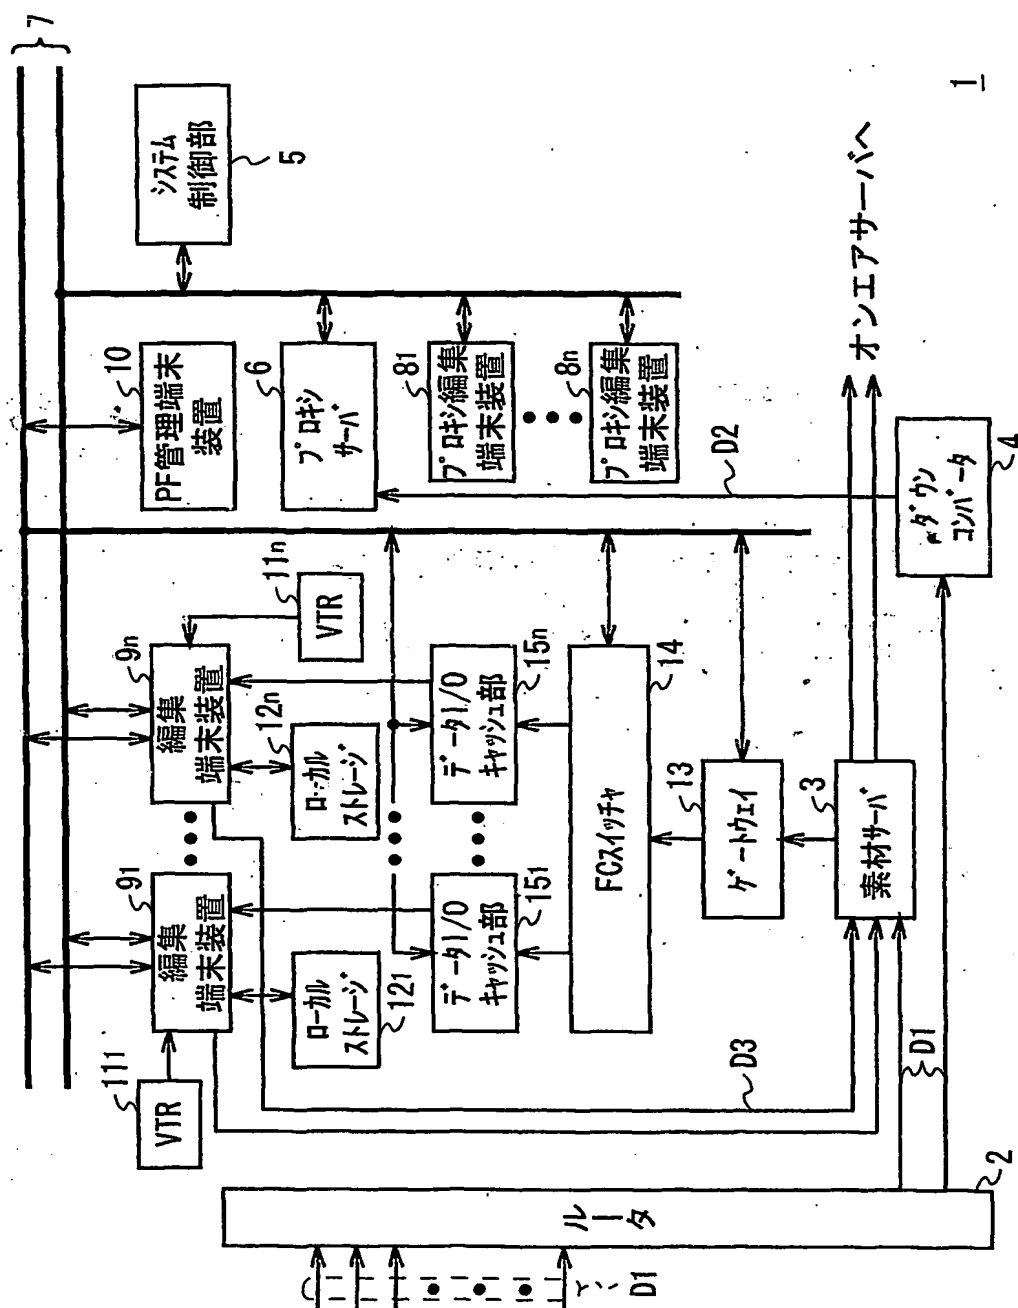 7
システム
制御部
5
1
10
PF管理端末
装置
6
プロキシ
サーバ
81
プロキシ編集
端末装置
8n
プロキシ編集
端末装置
オンエアサーバへ
D2
ダウン
コンバータ
4
11n
VTR
9n
編集
端末装置
12n
ローカル
ストレージ
データI/O
キャッシュ部
15n
91
編集
端末装置
111
VTR
ローカル
ストレージ
121
データI/O
キャッシュ部
151
FCスイッチャ
14
13
ゲートウェイ
3
素材サーバ
D3
D1
2
ルータ
D1